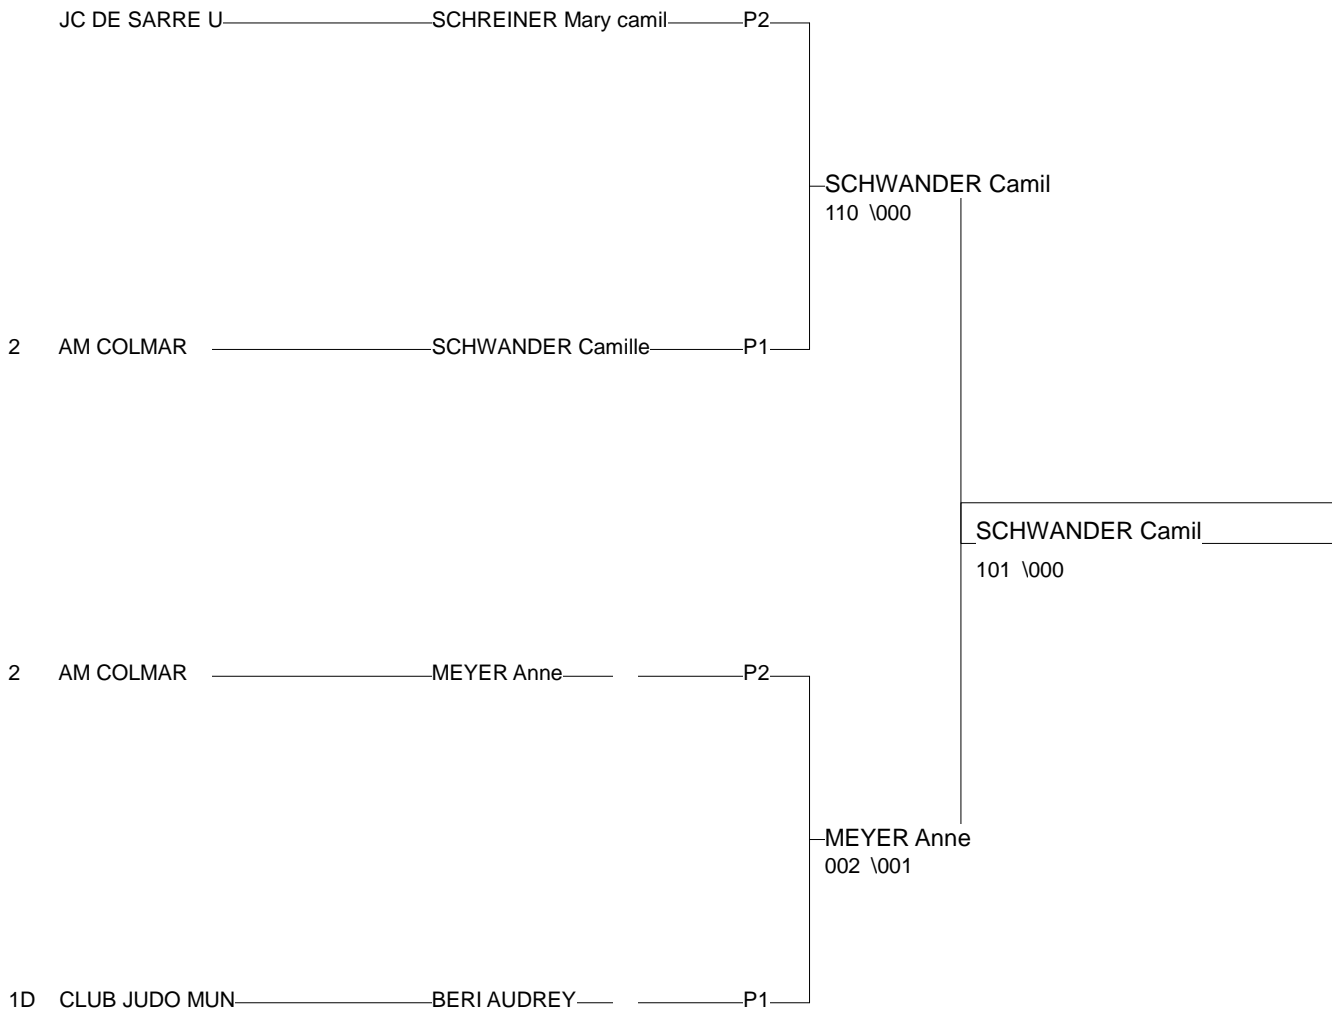 JC DE SARRE U SCHREINER Mary camil P2
SCHWANDER Camil
110 \000
2 AM COLMAR SCHWANDER Camille P1
SCHWANDER Camil
101 \000
2 AM COLMAR MEYER Anne P2
MEYER Anne
002 \001
1D CLUB JUDO MUN BERI AUDREY P1